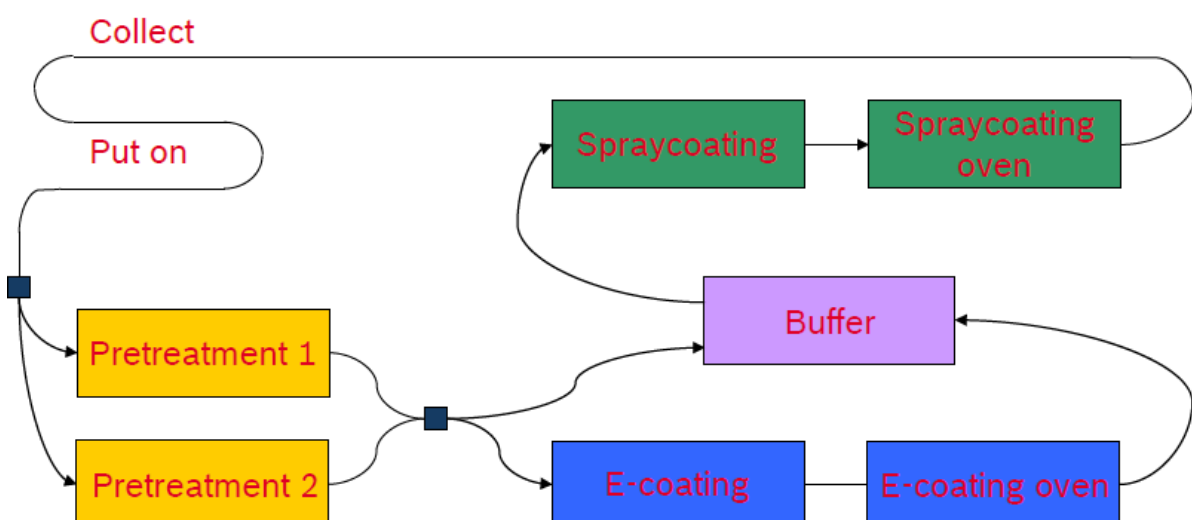 Collect
Put on
Spraycoating
Spraycoating
oven
Buffer
Pretreatment 1
Pretreatment 2
E-coating
E-coating oven